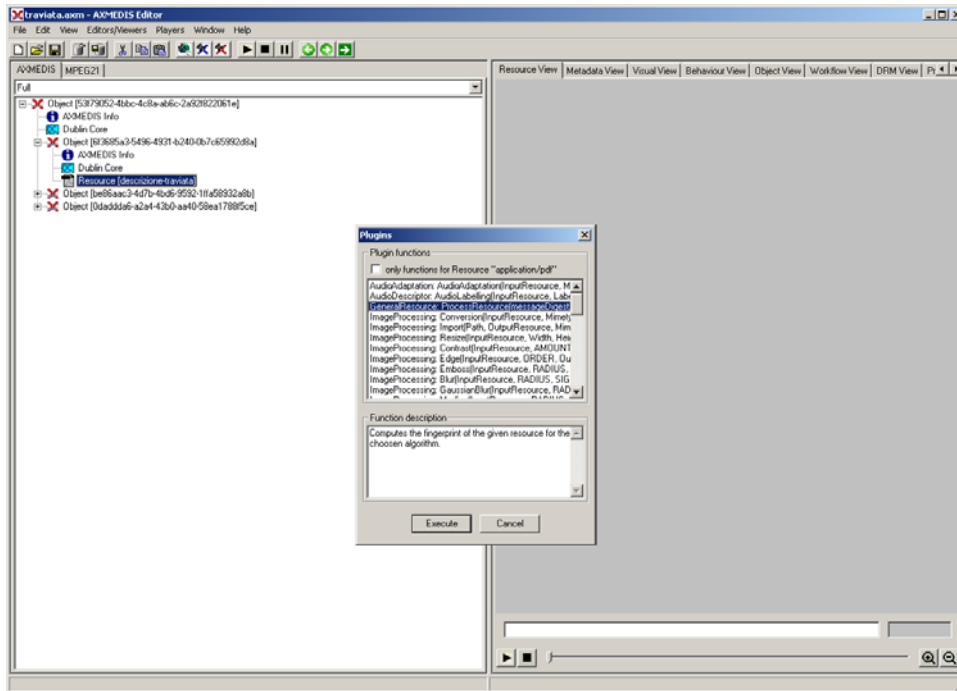 traviata.axm - AXMEDIS Editor
File Edit View Editors/Viewers Players Window Help
AXMEDIS MPEG21
Full
Object [53f79052-4bbc-4c8a-ab6c-2a92f822061e]
AXMEDIS Info
Dublin Core
Object [6f3685a3-5496-4931-b240-0b7c65992d8a]
AXMEDIS Info
Dublin Core
Resource [descrizione-traviata]
Object [be86aac3-4d7b-4bd6-9592-1ffa58932a8b]
Object [0daddda6-a2a4-43b0-aa40-58ea1788f5ce]
Resource View Metadata View Visual View Behaviour View Object View Workflow View DRM View
Plugins
Plugin functions
only functions for Resource "application/pdf"
AudioAdaptation: AudioAdaptation(InputResource, M
AudioDescriptor: AudioLabelling(InputResource, Labe
GeneralResource: ProcessResource(messageDigest
ImageProcessing: Conversion(InputResource, Mimety
ImageProcessing: Import(Path, OutputResource, Mim
ImageProcessing: Resize(InputResource, Width, Hei
ImageProcessing: Contrast(InputResource, AMOUNT
ImageProcessing: Edge(InputResource, ORDER, Ou
ImageProcessing: Emboss(InputResource, RADIUS,
ImageProcessing: Blur(InputResource, RADIUS, SIG
ImageProcessing: GaussianBlur(InputResource, RAD
Function description
Computes the fingerprint of the given resource for the
choosen algorithm.
Execute Cancel